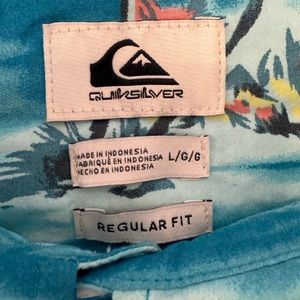 QUIKSILVER
MADE IN INDONESIA
FABRIQUÉ EN INDONESIA
HECHO EN INDONESIA
L/G/G
REGULAR FIT